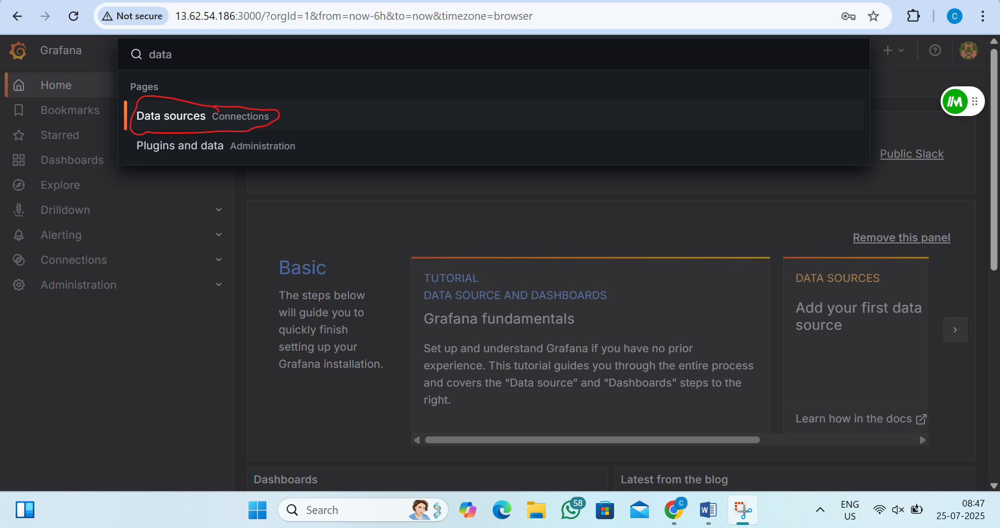 Not secure 13.62.54.186:3000/?orgId=1&from=now-6h&to=now&timezone=browser
C
Grafana
data
Home
Bookmarks
Starred
Dashboards
Explore
Drilldown
Alerting
Connections
Administration
Pages
Data sources Connections
Plugins and data Administration
Public Slack
Remove this panel
Basic
The steps below
will guide you to
quickly finish
setting up your
Grafana installation.
TUTORIAL
DATA SOURCE AND DASHBOARDS
Grafana fundamentals
Set up and understand Grafana if you have no prior
experience. This tutorial guides you through the entire process
and covers the “Data source” and “Dashboards” steps to the
right.
DATA SOURCES
Add your first data
source
Learn how in the docs
Dashboards
Latest from the blog
Search
58
C
W
ENG
US
08:47
25-07-2025